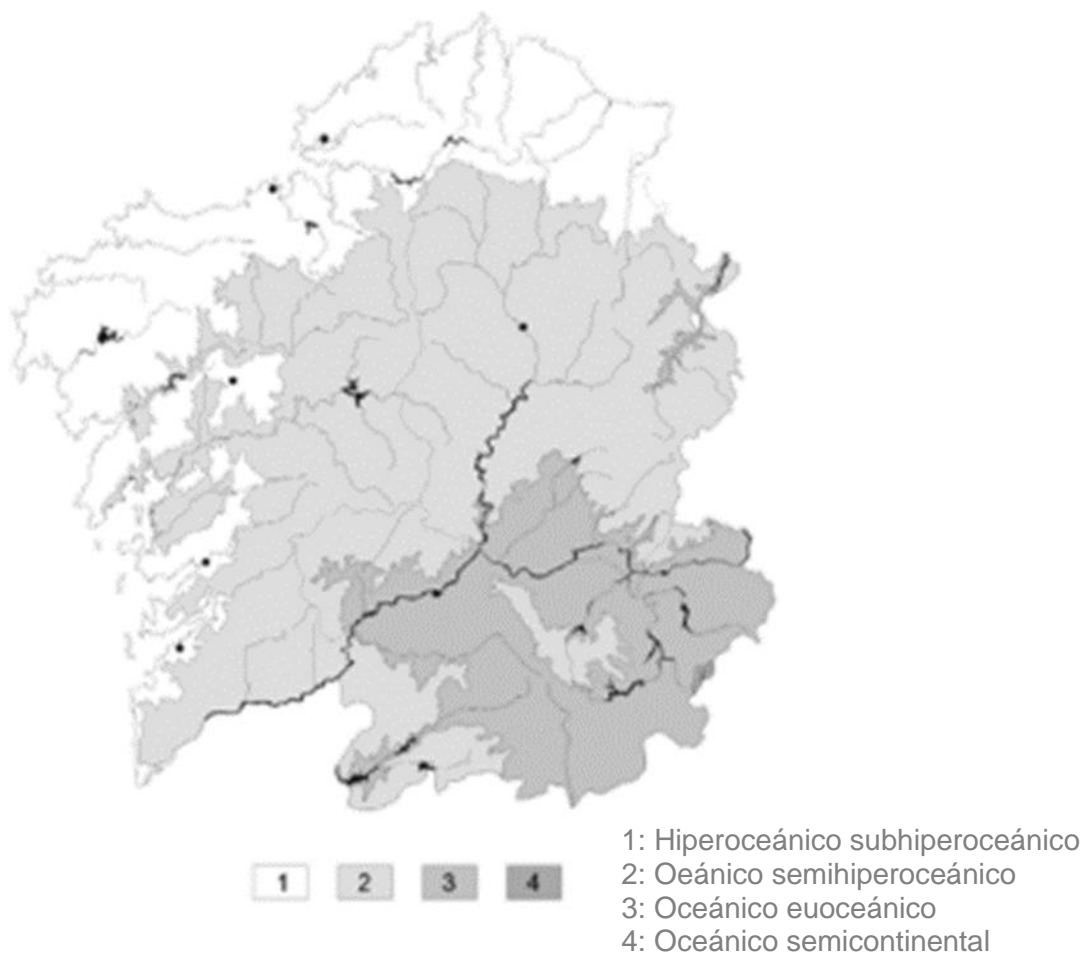 1 2 3 4
1: Hiperoceánico subhiperoceánico
2: Oeánico semihiperoceánico
3: Oceánico euoceánico
4: Oceánico semicontinental